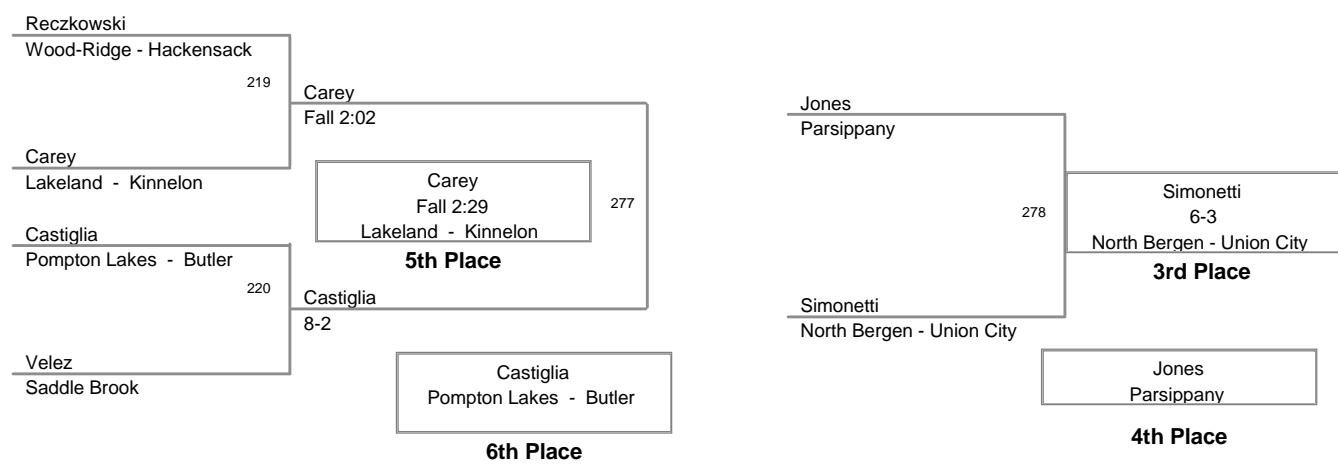 Reczkowski
Wood-Ridge - Hackensack
219
Carey
Fall 2:02
Carey
Lakeland - Kinnelon
Carey
Fall 2:29
Lakeland - Kinnelon
5th Place
277
Castiglia
Pompton Lakes - Butler
220
Castiglia
8-2
Velez
Saddle Brook
Castiglia
Pompton Lakes - Butler
6th Place
Jones
Parsippany
278
Simonetti
6-3
North Bergen - Union City
3rd Place
Simonetti
North Bergen - Union City
Jones
Parsippany
4th Place